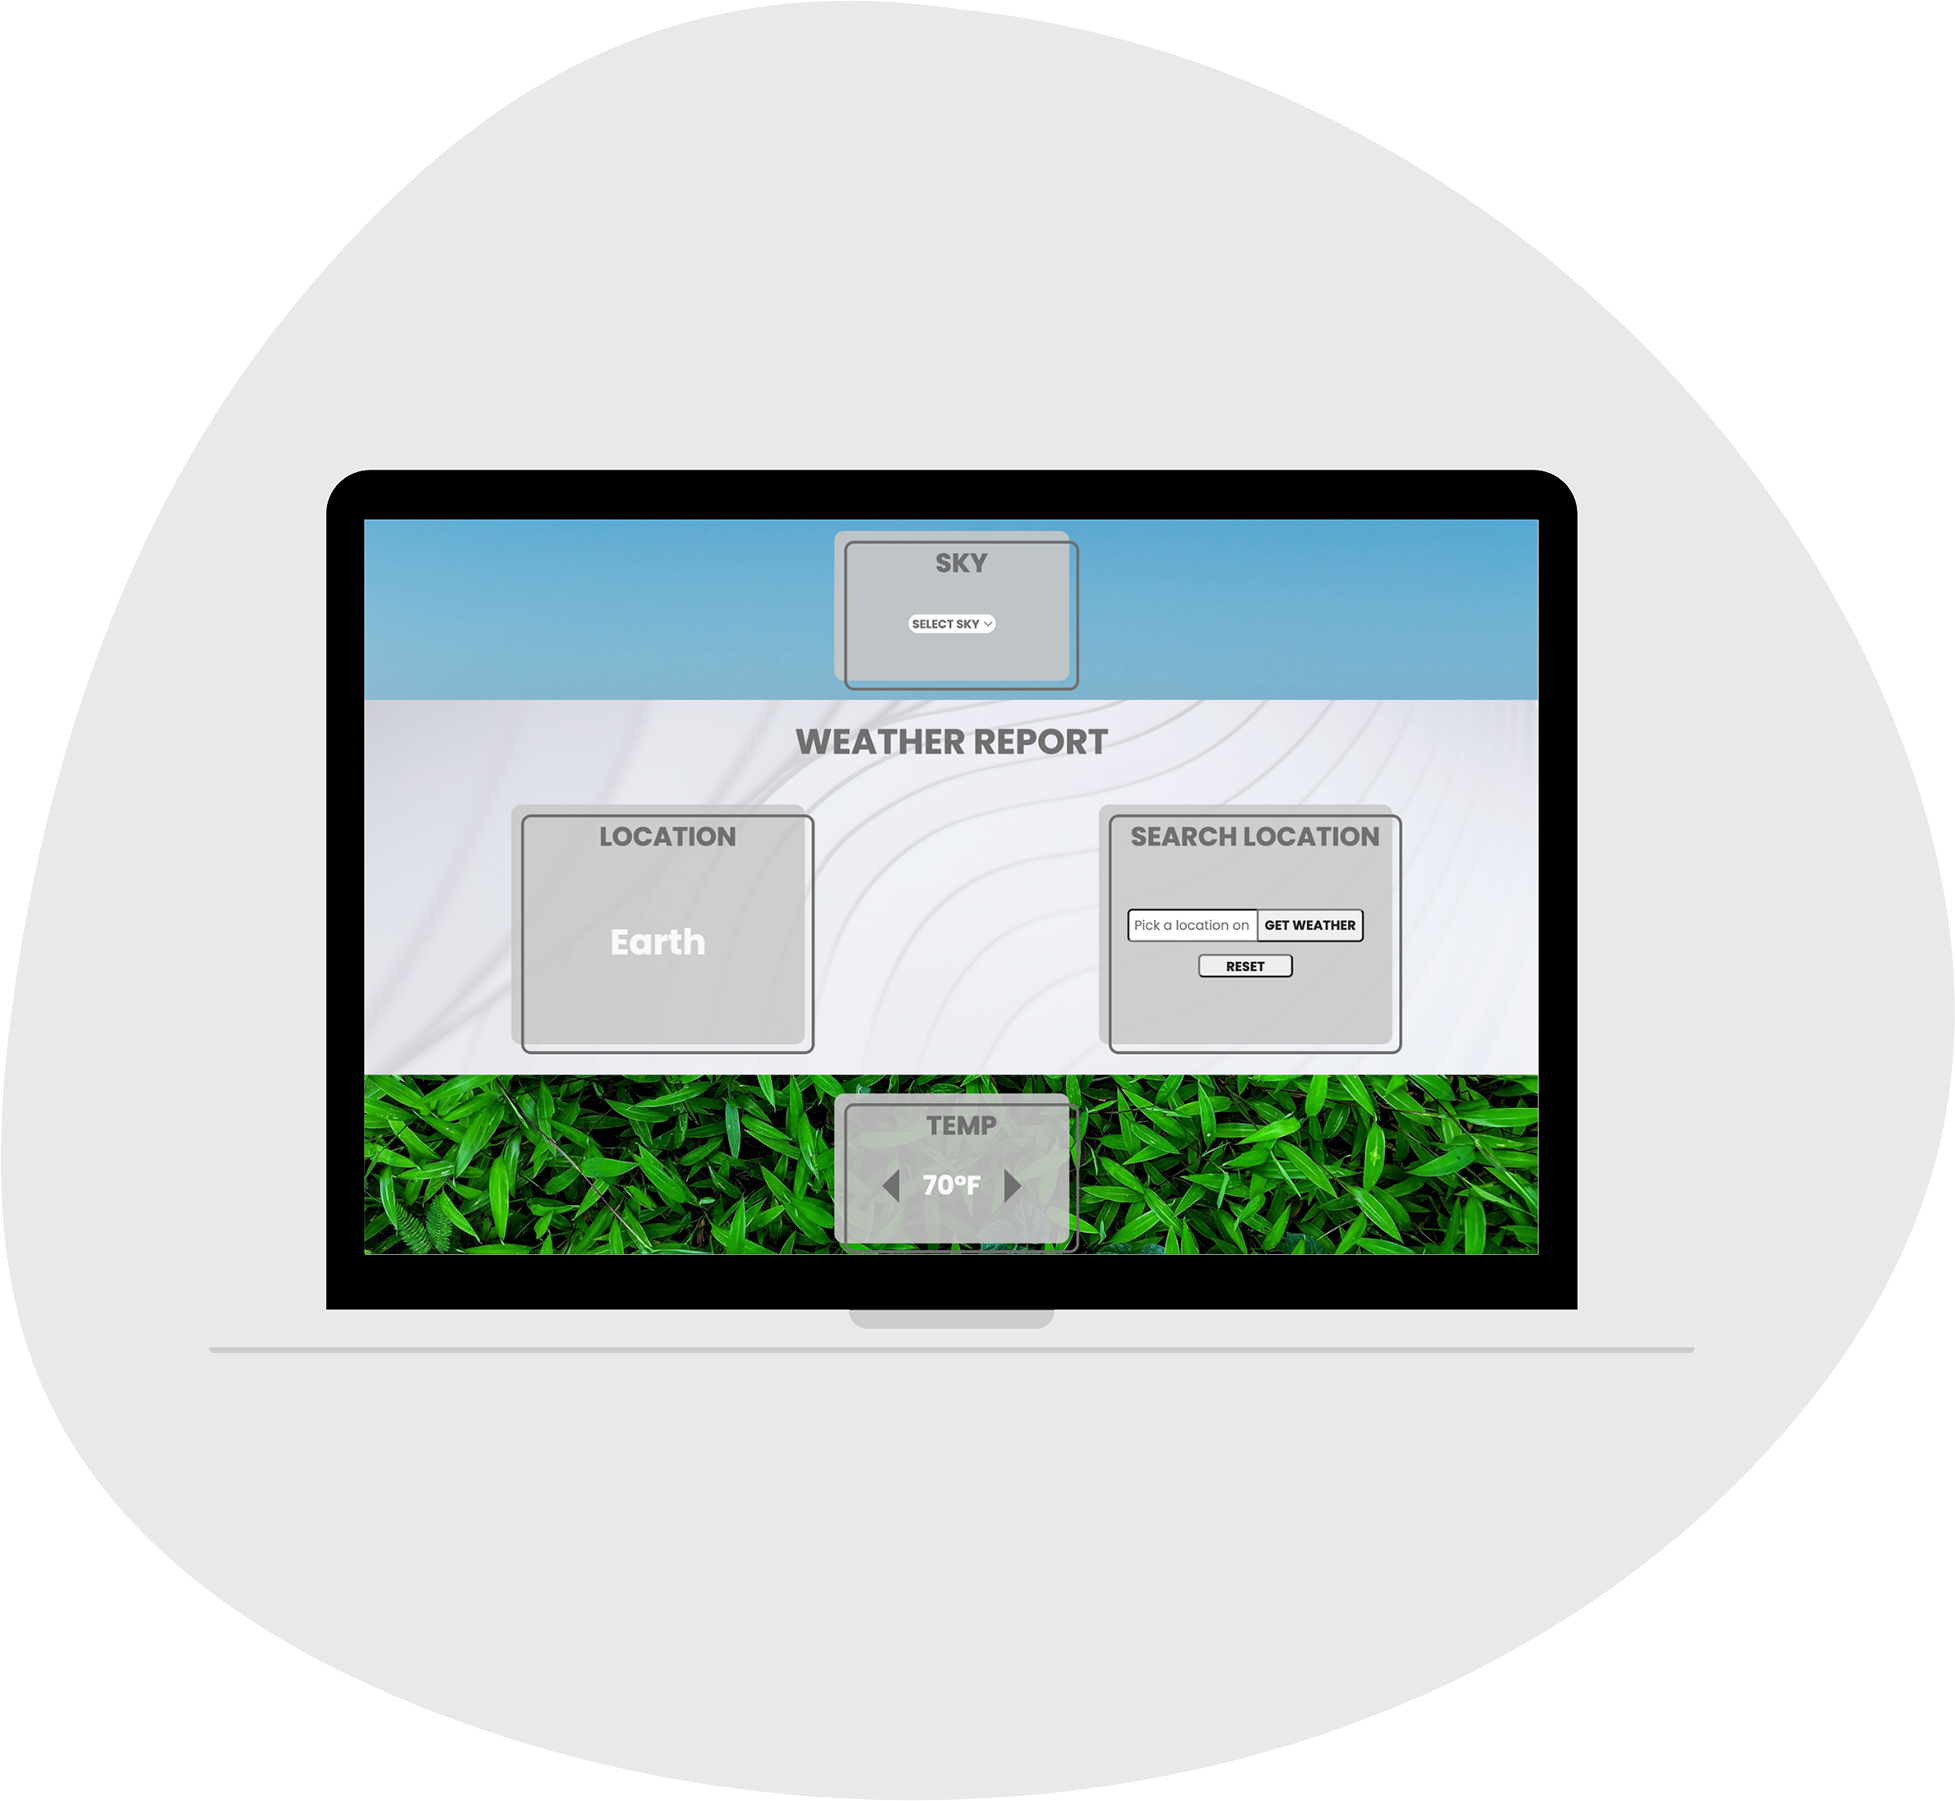 SKY
SELECT SKY
WEATHER REPORT
LOCATION
Earth
SEARCH LOCATION
Pick a location on
GET WEATHER
RESET
TEMP
70°F